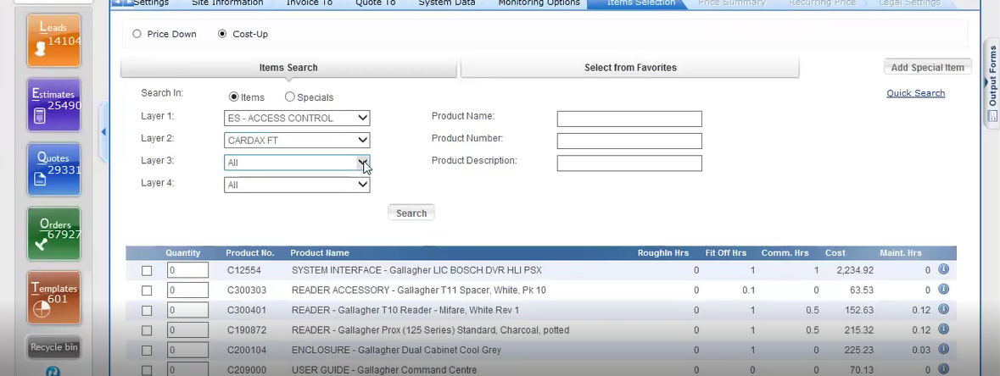 Settings Site Information Invoice To Quote To System Data Monitoring Options Items Selection Price Summary Recurring Price Legal Settings
Leads
14104
Estimates
25490
Quotes
29331
Orders
67927
Templates
601
Recycle bin
Price Down Cost-Up
Items Search Select from Favorites Add Special Item
Search In: Items Specials Quick Search
Layer 1: ES - ACCESS CONTROL Product Name:
Layer 2: CARDAX FT Product Number:
Layer 3: All Product Description:
Layer 4: All
Search
Quantity Product No. Product Name RoughIn Hrs Fit Off Hrs Comm. Hrs Cost Maint. Hrs
0 C12554 SYSTEM INTERFACE - Gallagher LIC BOSCH DVR HLI PSX 0 1 1 2,234.92 0
0 C300303 READER ACCESSORY - Gallagher T11 Spacer, White, Pk 10 0 0.1 0 63.53 0
0 C300401 READER - Gallagher T10 Reader - Mifare, White Rev 1 0 1 0.5 152.63 0.12
0 C190872 READER - Gallagher Prox (125 Series) Standard, Charcoal, potted 0 1 0.5 215.32 0.12
0 C200104 ENCLOSURE - Gallagher Dual Cabinet Cool Grey 0 1 0 225.23 0.03
0 C209000 USER GUIDE - Gallagher Command Centre 0 0 0 70.13 0
Output Forms